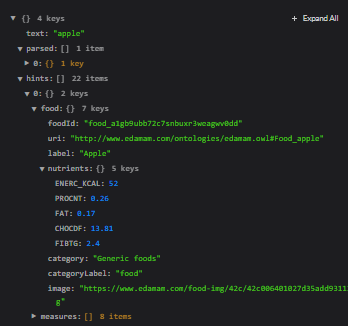 {} 4 keys + Expand All
text: "apple"
parsed: [] 1 item
0: {} 1 key
hints: [] 22 items
0: {} 2 keys
food: {} 7 keys
foodId: "food_a1gb9ubb72c7snbuxr3weagwv0dd"
uri: "http://www.edamam.com/ontologies/edamam.owl#Food_apple"
label: "Apple"
nutrients: {} 5 keys
ENERC_KCAL: 52
PROCNT: 0.26
FAT: 0.17
CHOCDF: 13.81
FIBTG: 2.4
category: "Generic foods"
categoryLabel: "food"
image: "https://www.edamam.com/food-img/42c/42c006401027d35add9311
g"
measures: [] 8 items